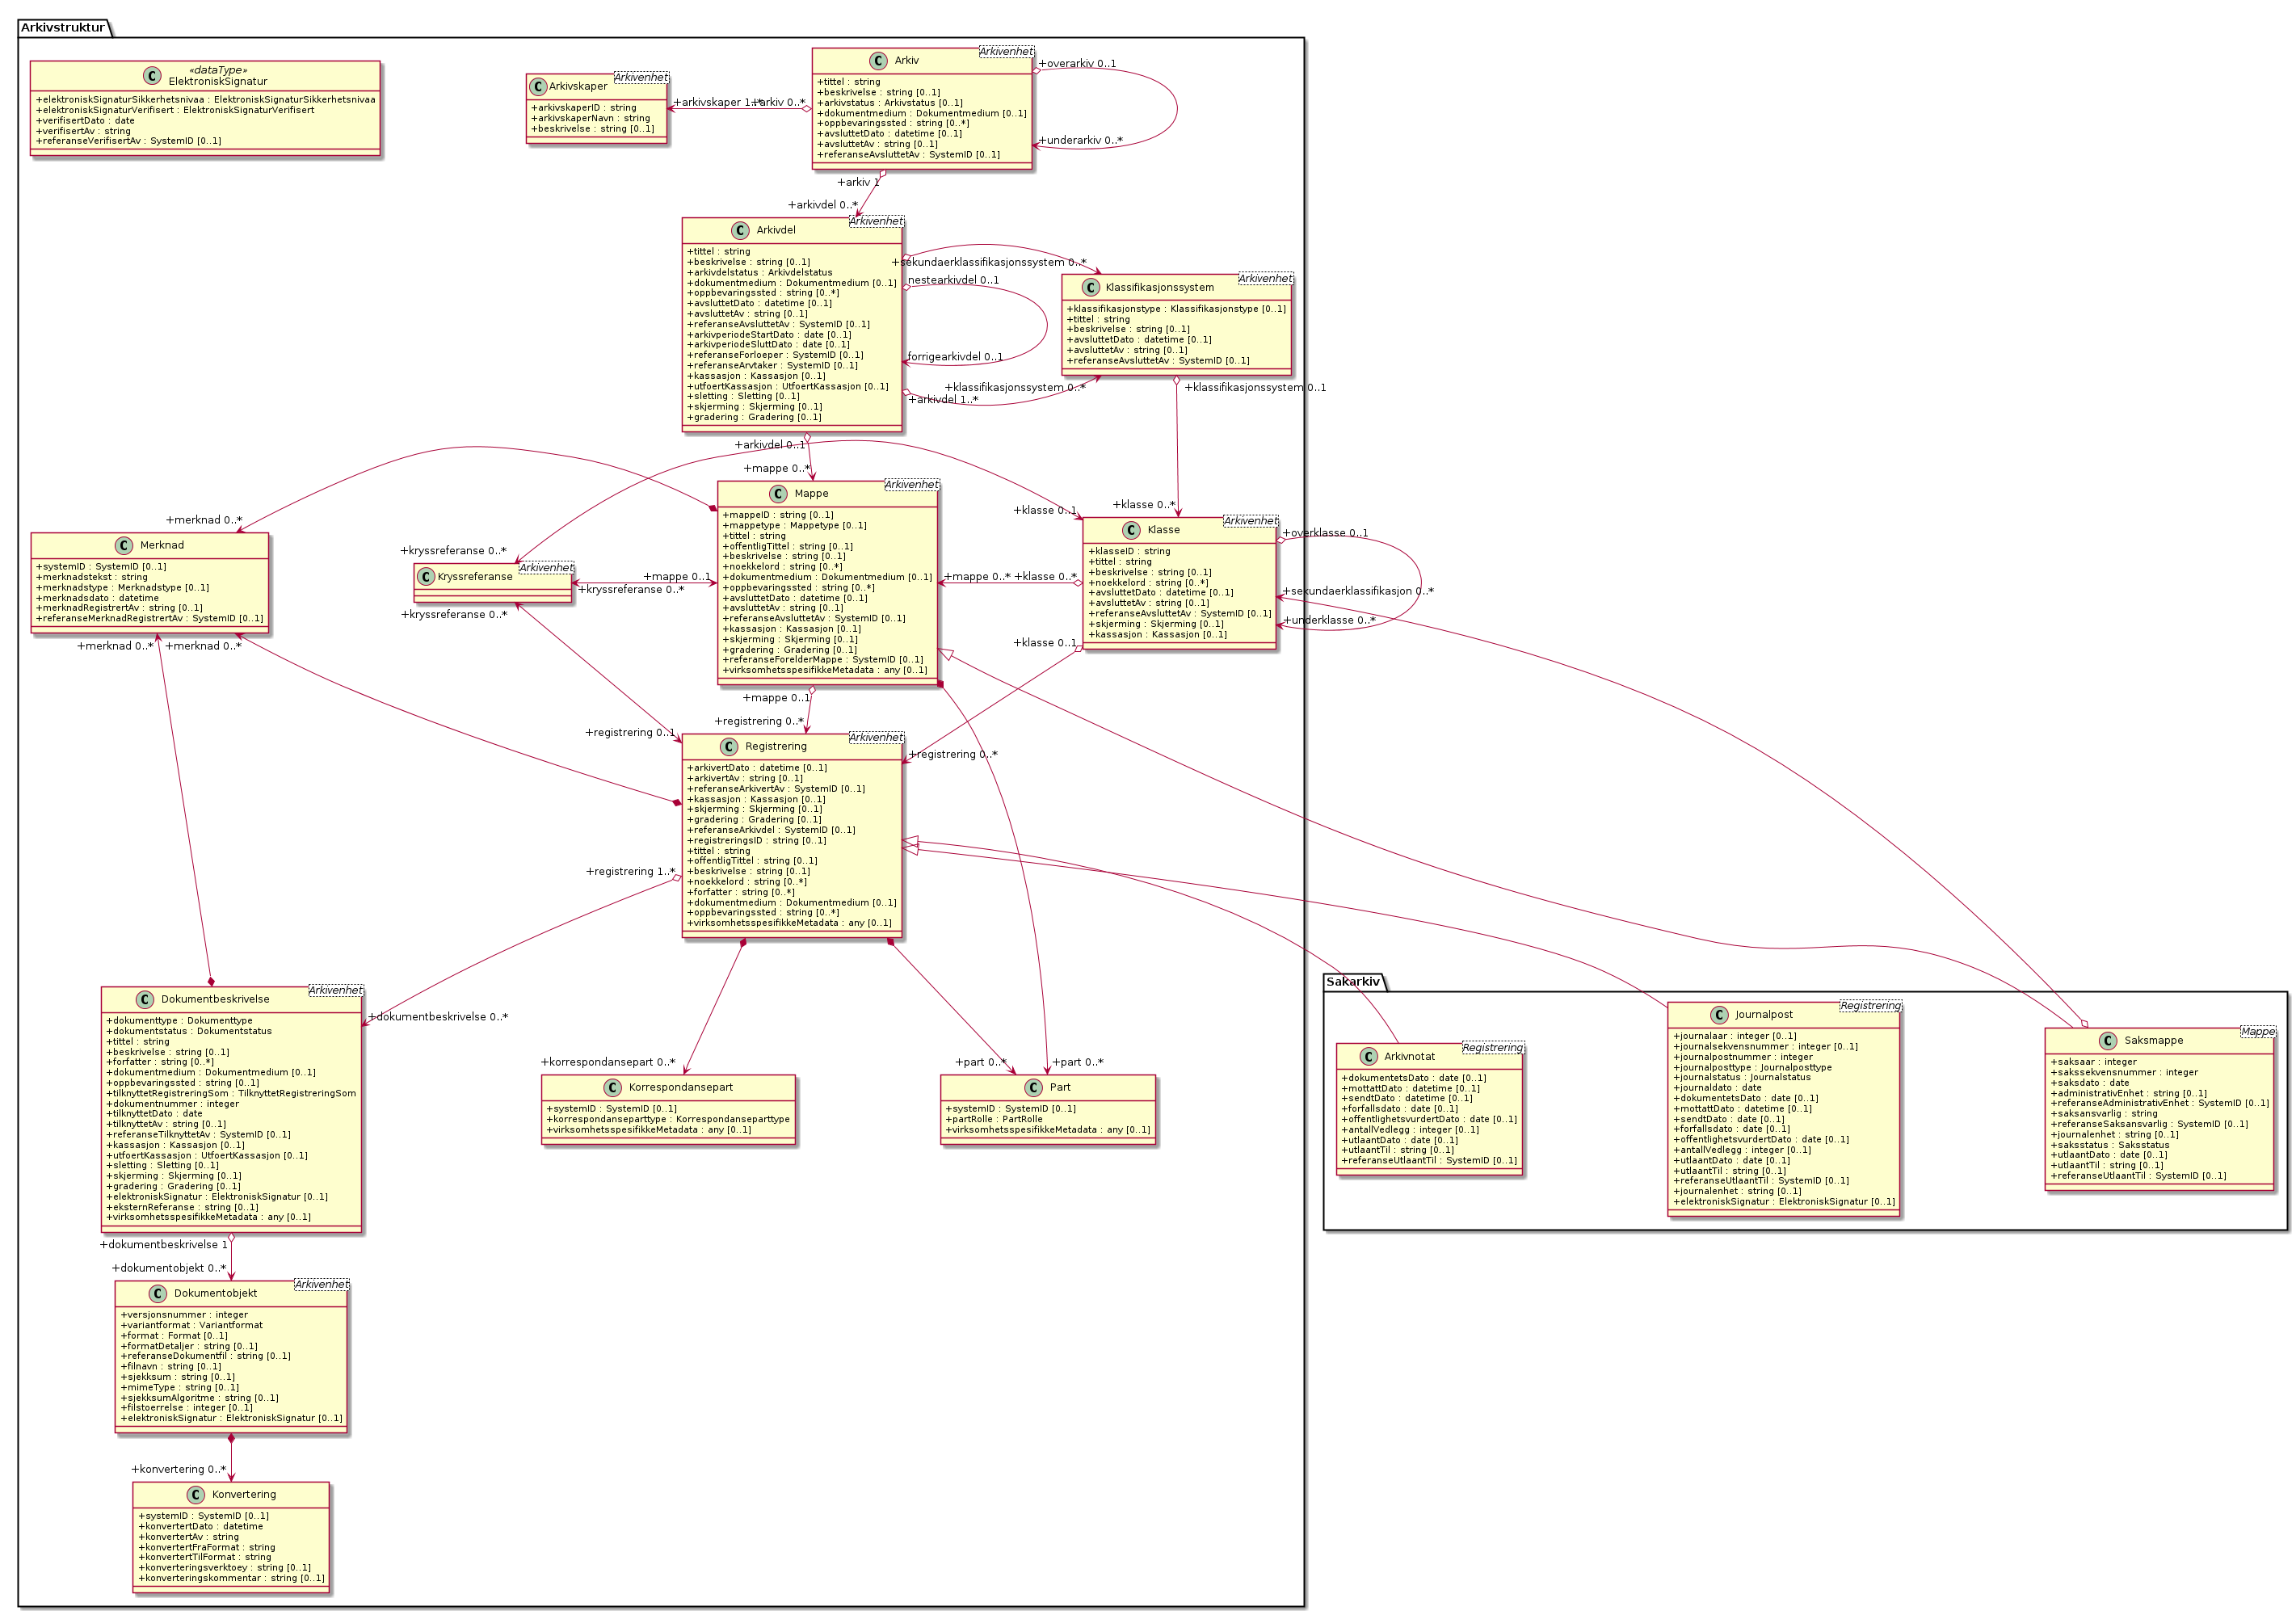 Arkivstruktur
«dataType»
ElektroniskSignatur
+elektroniskSignaturSikkerhetsnivaa : ElektroniskSignaturSikkerhetsnivaa
+elektroniskSignaturVerifisert : ElektroniskSignaturVerifisert
+verifisertDato : date
+verifisertAv : string
+referanseVerifisertAv : SystemID [0..1]
Arkivenhet
Arkivskaper
+arkivskaperID : string
+arkivskaperNavn : string
+beskrivelse : string [0..1]
+arkivskaper 1..*
+arkiv 0..*
Arkivenhet
Arkiv
+tittel : string
+beskrivelse : string [0..1]
+arkivstatus : Arkivstatus [0..1]
+dokumentmedium : Dokumentmedium [0..1]
+oppbevaringssted : string [0..*]
+avsluttetDato : datetime [0..1]
+avsluttetAv : string [0..1]
+referanseAvsluttetAv : SystemID [0..1]
+overarkiv 0..1
+underarkiv 0..*
+arkiv 1
+arkivdel 0..*
Arkivenhet
Arkivdel
+tittel : string
+beskrivelse : string [0..1]
+arkivdelstatus : Arkivdelstatus
+dokumentmedium : Dokumentmedium [0..1]
+oppbevaringssted : string [0..*]
+avsluttetDato : datetime [0..1]
+avsluttetAv : string [0..1]
+referanseAvsluttetAv : SystemID [0..1]
+arkivperiodeStartDato : date [0..1]
+arkivperiodeSluttDato : date [0..1]
+referanseForloeper : SystemID [0..1]
+referanseArvtaker : SystemID [0..1]
+kassasjon : Kassasjon [0..1]
+utfoertKassasjon : UtfoertKassasjon [0..1]
+sletting : Sletting [0..1]
+skjerming : Skjerming [0..1]
+gradering : Gradering [0..1]
+sekundaerklassifikasjonssystem 0..*
nestearkivdel 0..1
forrigearkivdel 0..1
+klassifikasjonssystem 0..*
+arkivdel 1..*
Arkivenhet
Klassifikasjonssystem
+klassifikasjonstype : Klassifikasjonstype [0..1]
+tittel : string
+beskrivelse : string [0..1]
+avsluttetDato : datetime [0..1]
+avsluttetAv : string [0..1]
+referanseAvsluttetAv : SystemID [0..1]
+klassifikasjonssystem 0..1
+klasse 0..*
+arkivdel 0..1
+mappe 0..*
Arkivenhet
Mappe
+mappeID : string [0..1]
+mappetype : Mappetype [0..1]
+tittel : string
+offentligTittel : string [0..1]
+beskrivelse : string [0..1]
+noekkelord : string [0..*]
+dokumentmedium : Dokumentmedium [0..1]
+oppbevaringssted : string [0..*]
+avsluttetDato : datetime [0..1]
+avsluttetAv : string [0..1]
+referanseAvsluttetAv : SystemID [0..1]
+kassasjon : Kassasjon [0..1]
+skjerming : Skjerming [0..1]
+gradering : Gradering [0..1]
+referanseForelderMappe : SystemID [0..1]
+virksomhetsspesifikkeMetadata : any [0..1]
+merknad 0..*
Merknad
+systemID : SystemID [0..1]
+merknadstekst : string
+merknadstype : Merknadstype [0..1]
+merknadsdato : datetime
+merknadRegistrertAv : string [0..1]
+referanseMerknadRegistrertAv : SystemID [0..1]
+merknad 0..*
+merknad 0..*
+kryssreferanse 0..*
Arkivenhet
Kryssreferanse
+mappe 0..1
+kryssreferanse 0..*
+kryssreferanse 0..*
+klasse 0..1
Arkivenhet
Klasse
+klasseID : string
+tittel : string
+beskrivelse : string [0..1]
+noekkelord : string [0..*]
+avsluttetDato : datetime [0..1]
+avsluttetAv : string [0..1]
+referanseAvsluttetAv : SystemID [0..1]
+skjerming : Skjerming [0..1]
+kassasjon : Kassasjon [0..1]
+mappe 0..*
+klasse 0..*
+overklasse 0..1
+sekundaerklassifikasjon 0..*
+underklasse 0..*
+klasse 0..1
+mappe 0..1
+registrering 0..*
+registrering 0..1
+registrering 0..*
Arkivenhet
Registrering
+arkivertDato : datetime [0..1]
+arkivertAv : string [0..1]
+referanseArkivertAv : SystemID [0..1]
+kassasjon : Kassasjon [0..1]
+skjerming : Skjerming [0..1]
+gradering : Gradering [0..1]
+referanseArkivdel : SystemID [0..1]
+registreringsID : string [0..1]
+tittel : string
+offentligTittel : string [0..1]
+beskrivelse : string [0..1]
+noekkelord : string [0..*]
+forfatter : string [0..*]
+dokumentmedium : Dokumentmedium [0..1]
+oppbevaringssted : string [0..*]
+virksomhetsspesifikkeMetadata : any [0..1]
+registrering 1..*
+dokumentbeskrivelse 0..*
Arkivenhet
Dokumentbeskrivelse
+dokumenttype : Dokumenttype
+dokumentstatus : Dokumentstatus
+tittel : string
+beskrivelse : string [0..1]
+forfatter : string [0..*]
+dokumentmedium : Dokumentmedium [0..1]
+oppbevaringssted : string [0..1]
+tilknyttetRegistreringSom : TilknyttetRegistreringSom
+dokumentnummer : integer
+tilknyttetDato : date
+tilknyttetAv : string [0..1]
+referanseTilknyttetAv : SystemID [0..1]
+kassasjon : Kassasjon [0..1]
+utfoertKassasjon : UtfoertKassasjon [0..1]
+sletting : Sletting [0..1]
+skjerming : Skjerming [0..1]
+gradering : Gradering [0..1]
+elektroniskSignatur : ElektroniskSignatur [0..1]
+eksternReferanse : string [0..1]
+virksomhetsspesifikkeMetadata : any [0..1]
+korrespondansepart 0..*
Korrespondansepart
+systemID : SystemID [0..1]
+korrespondanseparttype : Korrespondanseparttype
+virksomhetsspesifikkeMetadata : any [0..1]
+part 0..*
+part 0..*
Part
+systemID : SystemID [0..1]
+partRolle : PartRolle
+virksomhetsspesifikkeMetadata : any [0..1]
Sakarkiv
Registrering
Arkivnotat
+dokumentetsDato : date [0..1]
+mottattDato : datetime [0..1]
+sendtDato : datetime [0..1]
+forfallsdato : date [0..1]
+offentlighetsvurdertDato : date [0..1]
+antallVedlegg : integer [0..1]
+utlaantDato : date [0..1]
+utlaantTil : string [0..1]
+referanseUtlaantTil : SystemID [0..1]
Registrering
Journalpost
+journalaar : integer [0..1]
+journalsekvensnummer : integer [0..1]
+journalpostnummer : integer
+journalposttype : Journalposttype
+journalstatus : Journalstatus
+journaldato : date
+dokumentetsDato : date [0..1]
+mottattDato : datetime [0..1]
+sendtDato : date [0..1]
+forfallsdato : date [0..1]
+offentlighetsvurdertDato : date [0..1]
+antallVedlegg : integer [0..1]
+utlaantDato : date [0..1]
+utlaantTil : string [0..1]
+referanseUtlaantTil : SystemID [0..1]
+journalenhet : string [0..1]
+elektroniskSignatur : ElektroniskSignatur [0..1]
Mappe
Saksmappe
+saksaar : integer
+sakssekvensnummer : integer
+saksdato : date
+administrativEnhet : string [0..1]
+referanseAdministrativEnhet : SystemID [0..1]
+saksansvarlig : string
+referanseSaksansvarlig : SystemID [0..1]
+journalenhet : string [0..1]
+saksstatus : Saksstatus
+utlaantDato : date [0..1]
+utlaantTil : string [0..1]
+referanseUtlaantTil : SystemID [0..1]
+dokumentbeskrivelse 1
+dokumentobjekt 0..*
Arkivenhet
Dokumentobjekt
+versjonsnummer : integer
+variantformat : Variantformat
+format : Format [0..1]
+formatDetaljer : string [0..1]
+referanseDokumentfil : string [0..1]
+filnavn : string [0..1]
+sjekksum : string [0..1]
+mimeType : string [0..1]
+sjekksumAlgoritme : string [0..1]
+filstoerrelse : integer [0..1]
+elektroniskSignatur : ElektroniskSignatur [0..1]
+konvertering 0..*
Konvertering
+systemID : SystemID [0..1]
+konvertertDato : datetime
+konvertertAv : string
+konvertertFraFormat : string
+konvertertTilFormat : string
+konverteringsverktoey : string [0..1]
+konverteringskommentar : string [0..1]